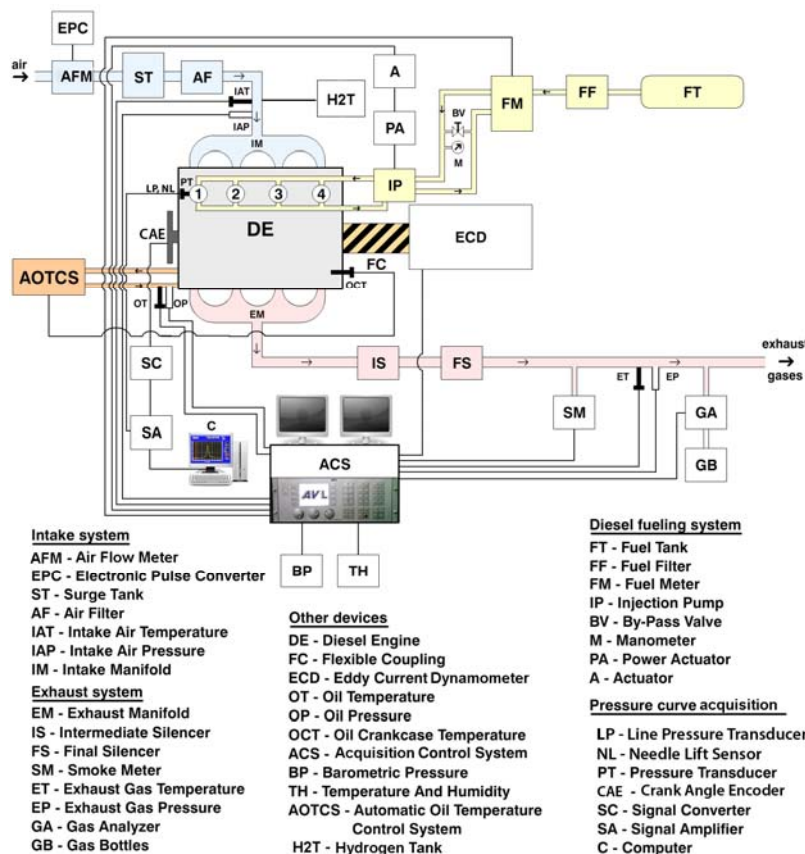 EPC
air
AFM
ST
AF
IAT
H2T
IAP
IM
A
PA
FM
BV
M
FF
FT
IP
LP, NL
PT
1
2
3
4
CAE
DE
ECD
FC
AOTCS
OT
OP
OCT
EM
SC
IS
FS
exhaust
gases
ET
EP
SA
C
SM
GA
GB
ACS
AVL
BP
TH
Intake system
AFM - Air Flow Meter
EPC - Electronic Pulse Converter
ST - Surge Tank
AF - Air Filter
IAT - Intake Air Temperature
IAP - Intake Air Pressure
IM - Intake Manifold
Exhaust system
EM - Exhaust Manifold
IS - Intermediate Silencer
FS - Final Silencer
SM - Smoke Meter
ET - Exhaust Gas Temperature
EP - Exhaust Gas Pressure
GA - Gas Analyzer
GB - Gas Bottles
Other devices
DE - Diesel Engine
FC - Flexible Coupling
ECD - Eddy Current Dynamometer
OT - Oil Temperature
OP - Oil Pressure
OCT - Oil Crankcase Temperature
ACS - Acquisition Control System
BP - Barometric Pressure
TH - Temperature And Humidity
AOTCS - Automatic Oil Temperature
Control System
H2T - Hydrogen Tank
Diesel fueling system
FT - Fuel Tank
FF - Fuel Filter
FM - Fuel Meter
IP - Injection Pump
BV - By-Pass Valve
M - Manometer
PA - Power Actuator
A - Actuator
Pressure curve acquisition
LP - Line Pressure Transducer
NL - Needle Lift Sensor
PT - Pressure Transducer
CAE - Crank Angle Encoder
SC - Signal Converter
SA - Signal Amplifier
C - Computer